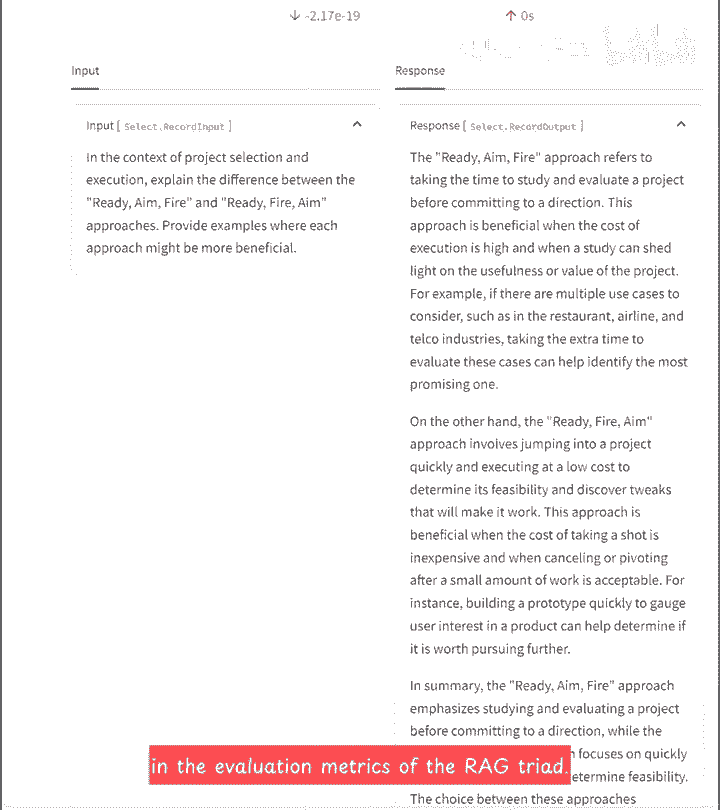 ↓ -2.17e-19
↑ 0s
Input
Response
Input [ Select.RecordInput ]
In the context of project selection and
execution, explain the difference between the
"Ready, Aim, Fire" and "Ready, Fire, Aim"
approaches. Provide examples where each
approach might be more beneficial.
Response [ Select.RecordOutput ]
The "Ready, Aim, Fire" approach refers to
taking the time to study and evaluate a project
before committing to a direction. This
approach is beneficial when the cost of
execution is high and when a study can shed
light on the usefulness or value of the project.
For example, if there are multiple use cases to
consider, such as in the restaurant, airline, and
telco industries, taking the extra time to
evaluate these cases can help identify the most
promising one.
On the other hand, the "Ready, Fire, Aim"
approach involves jumping into a project
quickly and executing at a low cost to
determine its feasibility and discover tweaks
that will make it work. This approach is
beneficial when the cost of taking a shot is
inexpensive and when canceling or pivoting
after a small amount of work is acceptable. For
instance, building a prototype quickly to gauge
user interest in a product can help determine if
it is worth pursuing further.
In summary, the "Ready, Aim, Fire" approach
emphasizes studying and evaluating a project
before committing to a direction, while the
focuses on quickly
determine feasibility.
The choice between these approaches
in the evaluation metrics of the RAG triad.